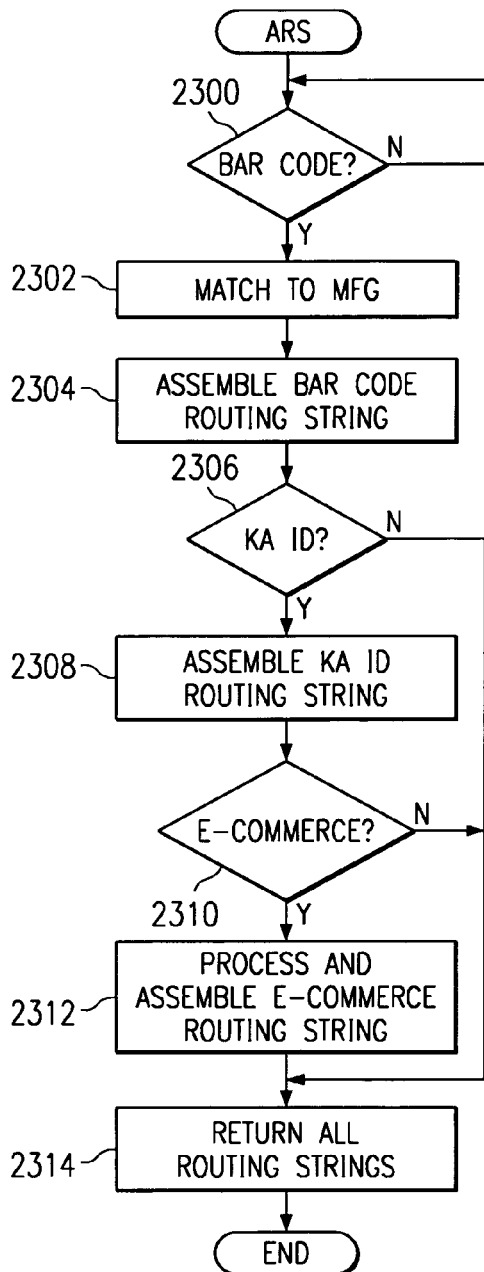 ARS
2300
BAR CODE?
N
Y
2302
MATCH TO MFG
2304
ASSEMBLE BAR CODE
ROUTING STRING
2306
KA ID?
N
Y
2308
ASSEMBLE KA ID
ROUTING STRING
E-COMMERCE?
N
2310
Y
2312
PROCESS AND
ASSEMBLE E-COMMERCE
ROUTING STRING
2314
RETURN ALL
ROUTING STRINGS
END